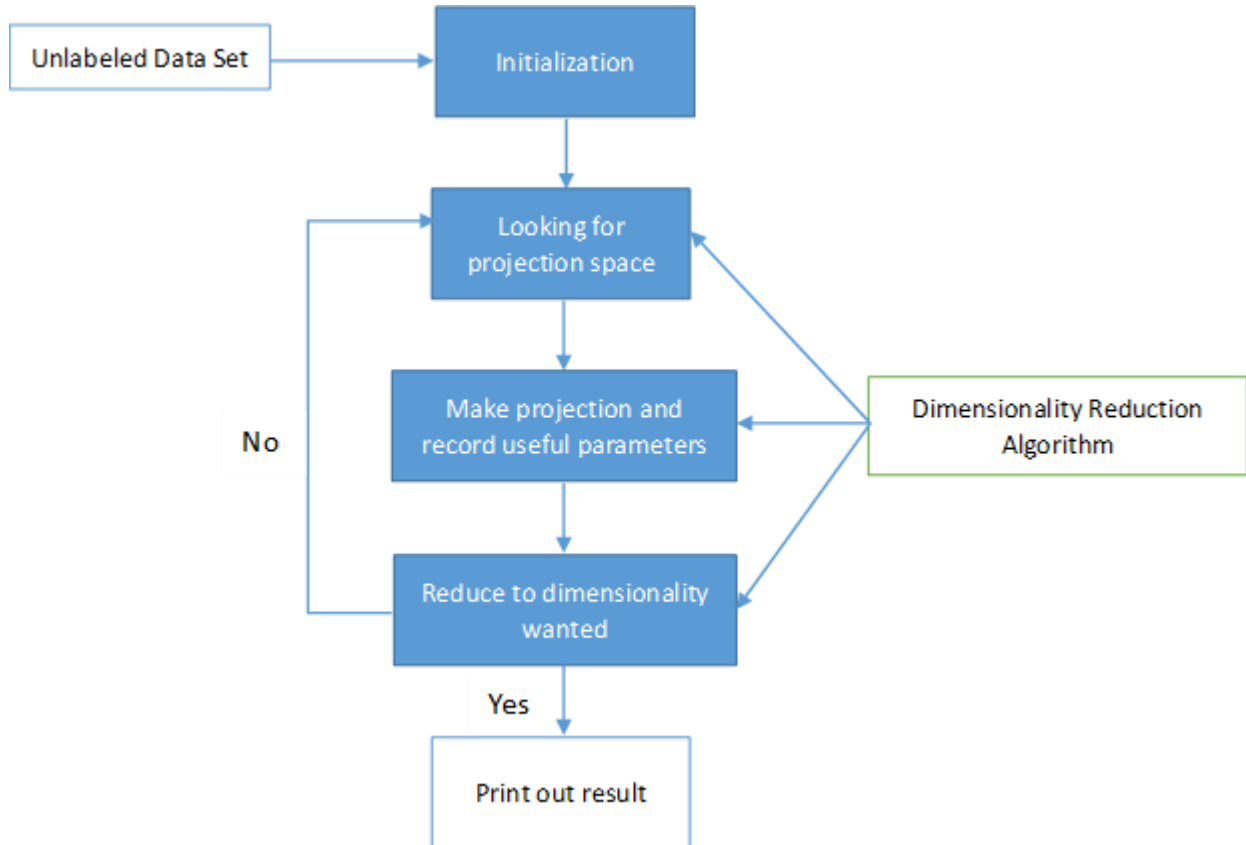 Unlabeled Data Set
Initialization
Looking for
projection space
Make projection and
record useful parameters
Dimensionality Reduction
Algorithm
No
Reduce to dimensionality
wanted
Yes
Print out result